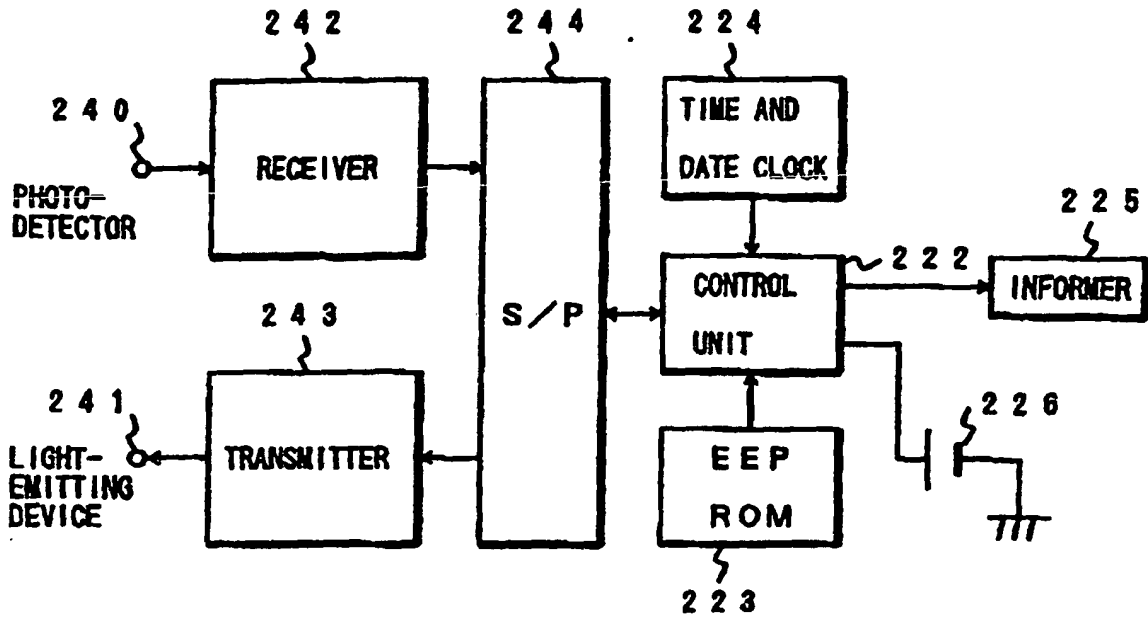 242
244
224
240
RECEIVER
TIME AND
DATE CLOCK
PHOTO-
DETECTOR
225
222
INFORMER
243
S/P
CONTROL
UNIT
241
TRANSMITTER
LIGHT-
EMITTING
DEVICE
226
EEP
ROM
223